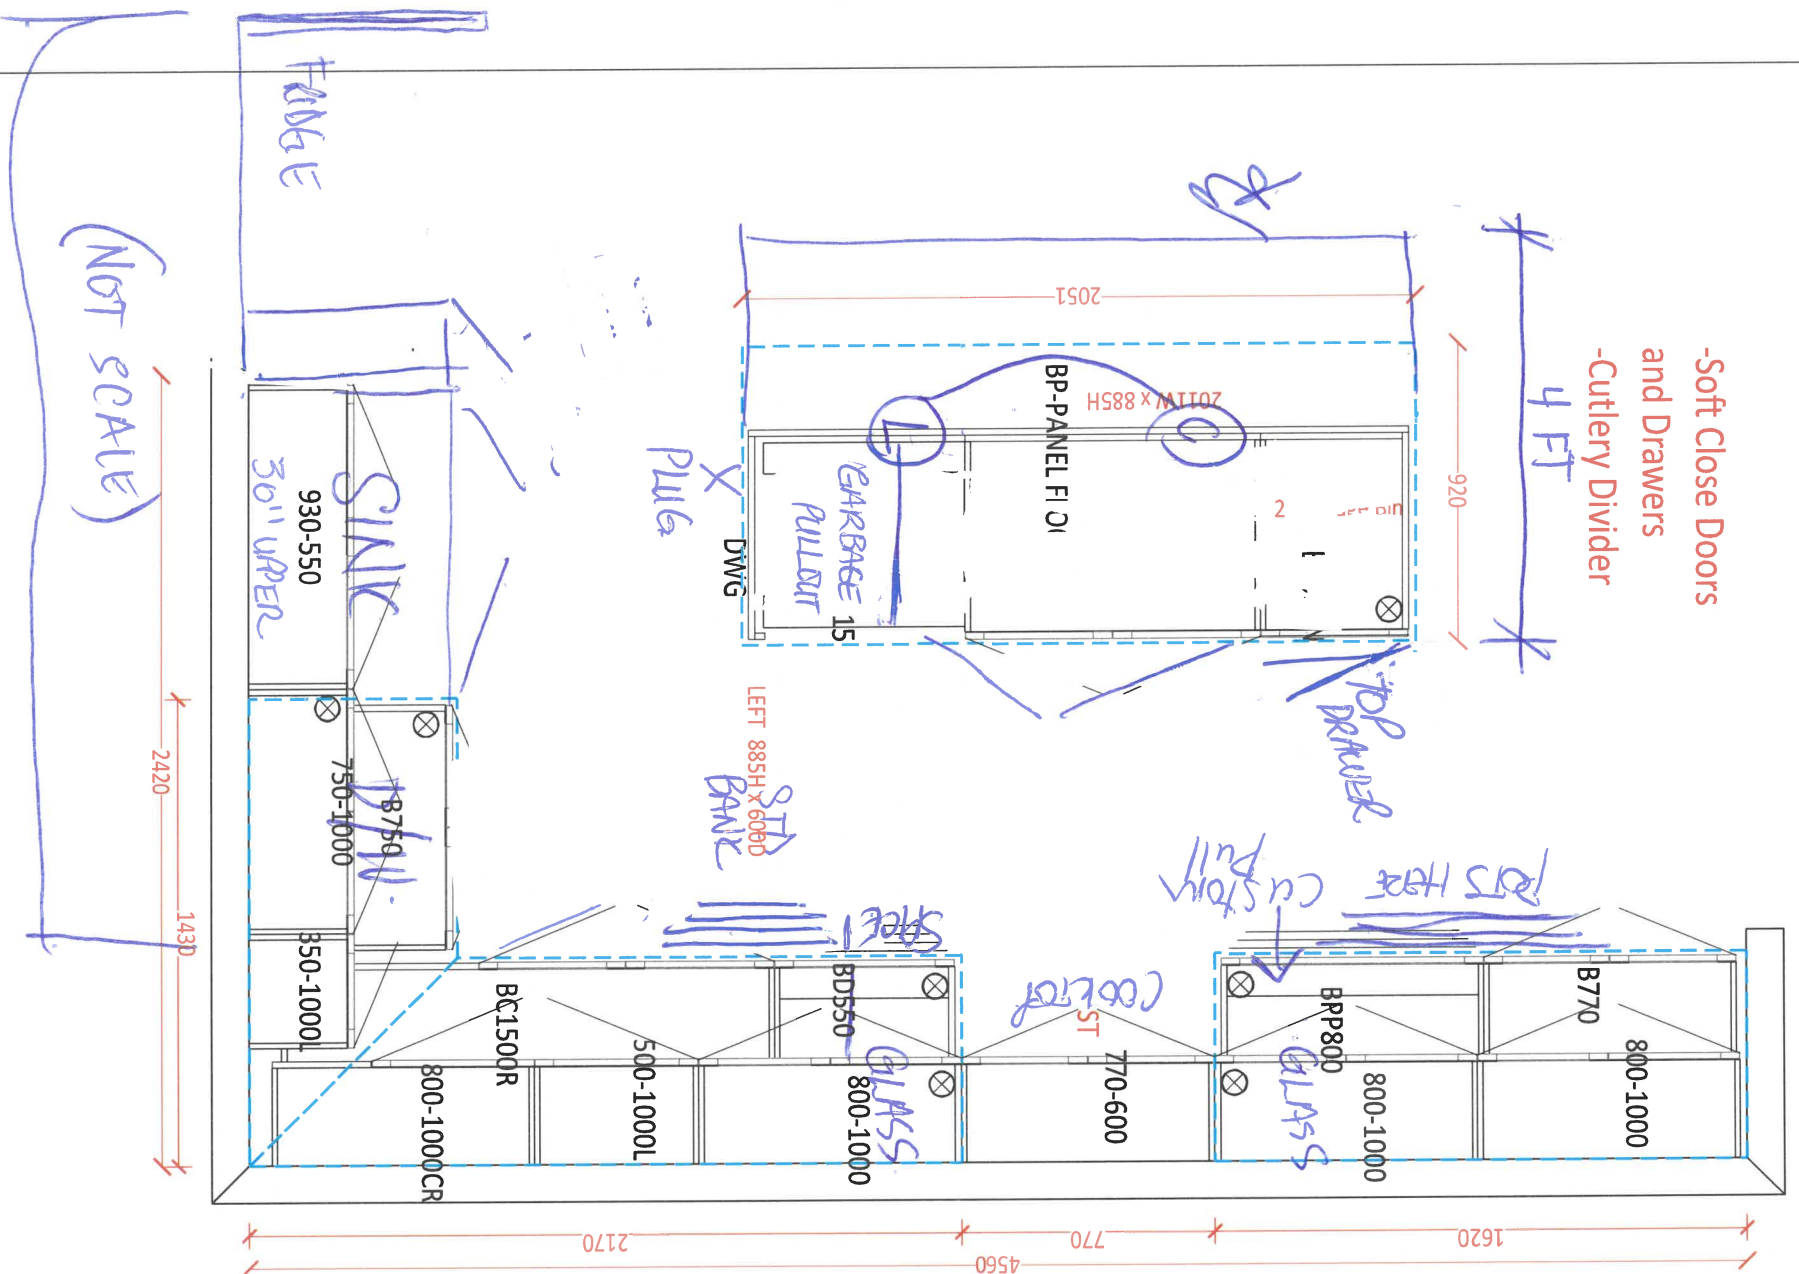 -Soft Close Doors
and Drawers
-Cutlery Divider
4 FT
FRIDGE
(NOT SCALE)
2051
920
2011W x 885H
BP-PANEL
L
C
2
GARBAGE
PULLOUT
15
DWG
X
PLUG
TOP
DRAWER
SINK
930-550
30" UPPER
750-1000
B750
D/W.
350-1000L
2420
1430
LEFT 885H x 600D
STD
BANK
SPICE
COOKTOP
ST
CUSTOM
PULL
POTS HERE
BC1500R
BD550
BPP800
B770
GLASS
GLASS
800-1000CR
500-1000L
800-1000
770-600
800-1000
800-1000
2170
770
1620
4560